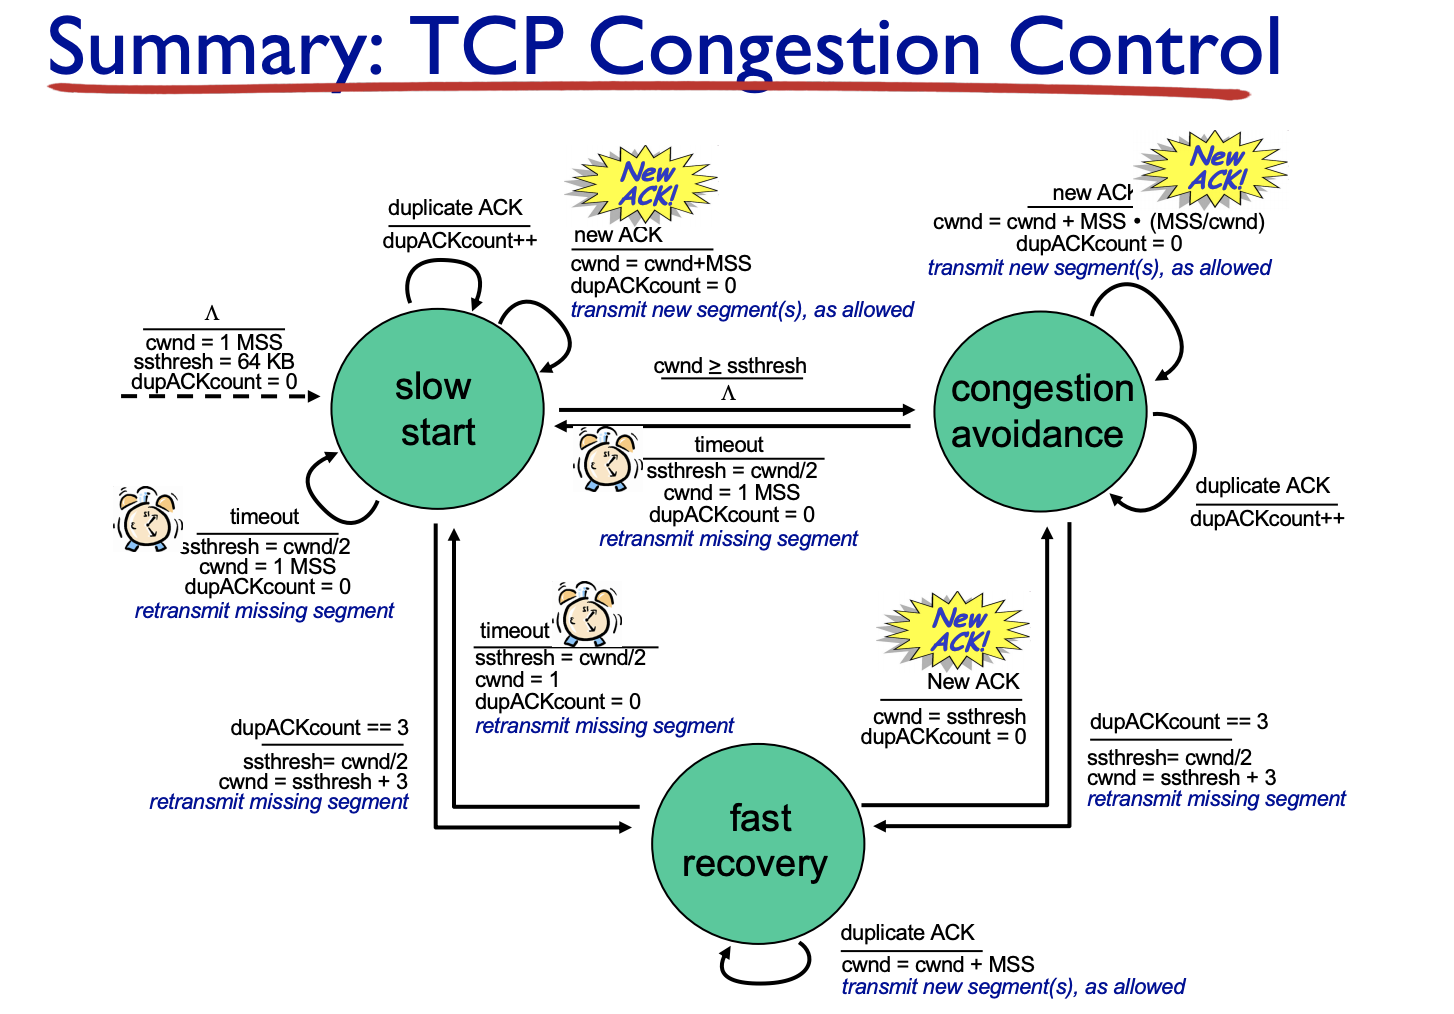 Summary: TCP Congestion Control
New
ACK!
duplicate ACK
dupACKcount++
new ACK
cwnd = cwnd+MSS
dupACKcount = 0
transmit new segment(s), as allowed
New
ACK!
new ACK
cwnd = cwnd + MSS • (MSS/cwnd)
dupACKcount = 0
transmit new segment(s), as allowed
Λ
cwnd = 1 MSS
ssthresh = 64 KB
dupACKcount = 0
slow
start
cwnd ≥ ssthresh
Λ
congestion
avoidance
timeout
ssthresh = cwnd/2
cwnd = 1 MSS
dupACKcount = 0
retransmit missing segment
duplicate ACK
dupACKcount++
timeout
ssthresh = cwnd/2
cwnd = 1 MSS
dupACKcount = 0
retransmit missing segment
timeout
ssthresh = cwnd/2
cwnd = 1
dupACKcount = 0
retransmit missing segment
New
ACK!
New ACK
cwnd = ssthresh
dupACKcount = 0
dupACKcount == 3
ssthresh= cwnd/2
cwnd = ssthresh + 3
retransmit missing segment
dupACKcount == 3
ssthresh= cwnd/2
cwnd = ssthresh + 3
retransmit missing segment
fast
recovery
duplicate ACK
cwnd = cwnd + MSS
transmit new segment(s), as allowed